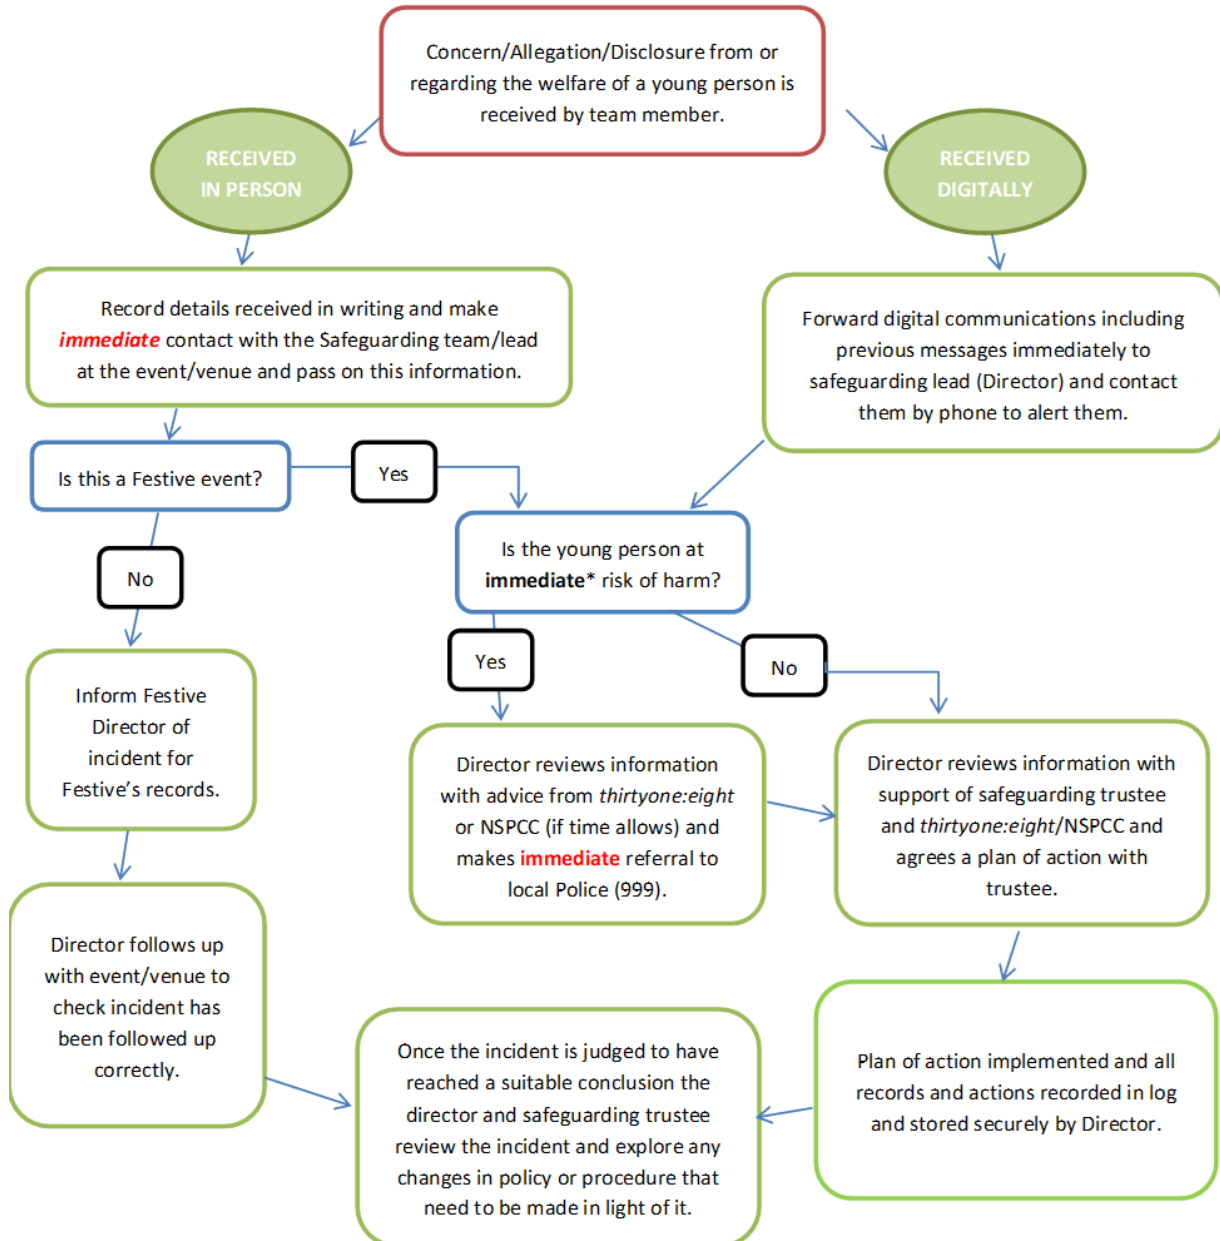 Concern/Allegation/Disclosure from or
regarding the welfare of a young person is
received by team member.
RECEIVED
IN PERSON
RECEIVED
DIGITALLY
Record details received in writing and make
immediate contact with the Safeguarding team/lead
at the event/venue and pass on this information.
Forward digital communications including
previous messages immediately to
safeguarding lead (Director) and contact
them by phone to alert them.
Is this a Festive event?
Yes
No
Is the young person at
immediate* risk of harm?
Yes
No
Inform Festive
Director of
incident for
Festive’s records.
Director reviews information
with advice from thirtyone:eight
or NSPCC (if time allows) and
makes immediate referral to
local Police (999).
Director reviews information with
support of safeguarding trustee
and thirtyone:eight/NSPCC and
agrees a plan of action with
trustee.
Director follows up
with event/venue to
check incident has
been followed up
correctly.
Once the incident is judged to have
reached a suitable conclusion the
director and safeguarding trustee
review the incident and explore any
changes in policy or procedure that
need to be made in light of it.
Plan of action implemented and all
records and actions recorded in log
and stored securely by Director.